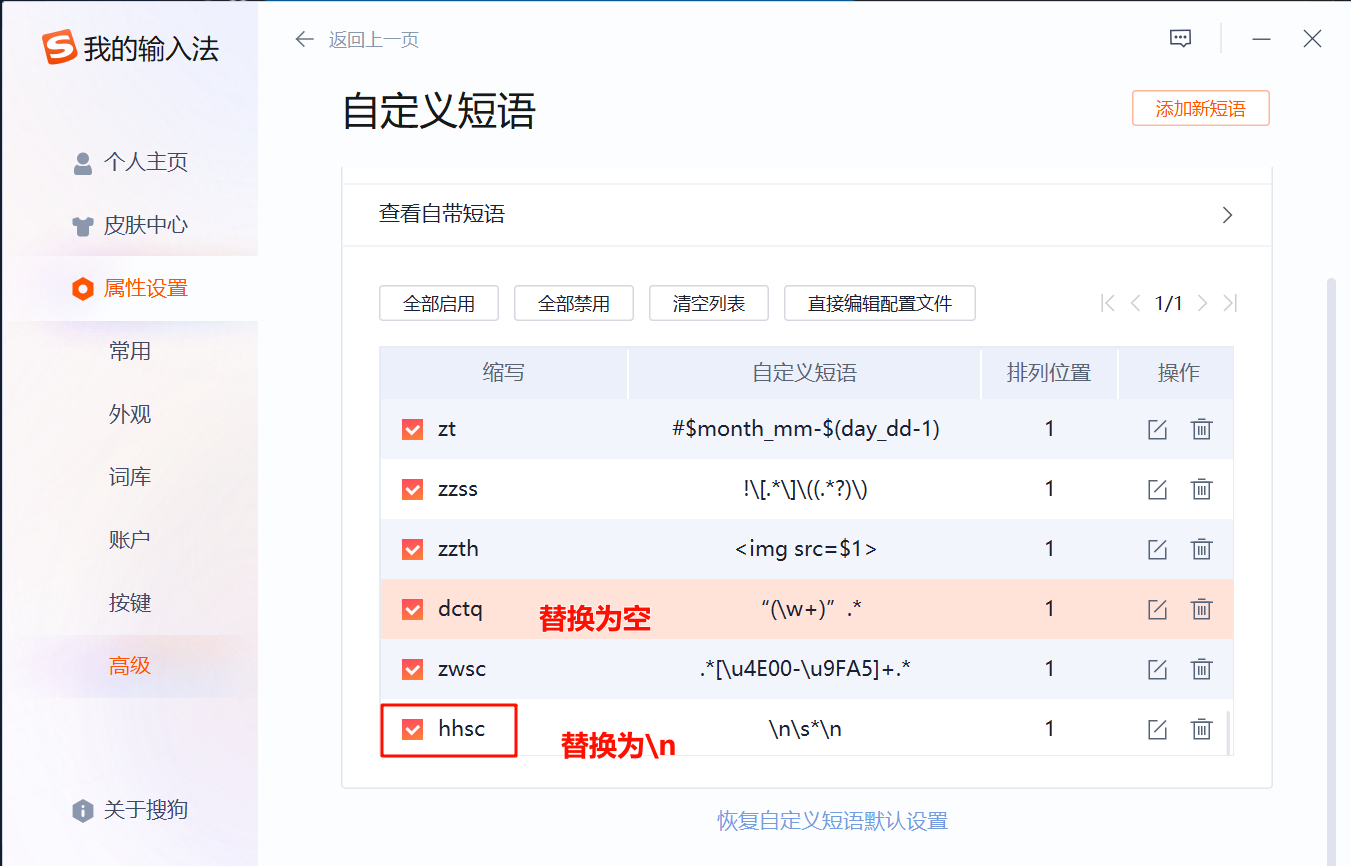 我的输入法
返回上一页
自定义短语
添加新短语
个人主页
皮肤中心
属性设置
常用
外观
词库
账户
按键
高级
关于搜狗
查看自带短语
全部启用 全部禁用 清空列表 直接编辑配置文件 1/1
缩写 自定义短语 排列位置 操作
zt #$month_mm-$(day_dd-1) 1
zzss !\[.*\]\((.*?)\) 1
zzth <img src=$1> 1
dctq 替换为空 “(\w+)”.* 1
zwsc .*[\u4E00-\u9FA5]+.* 1
hhsc 替换为\n \n\s*\n 1
恢复自定义短语默认设置